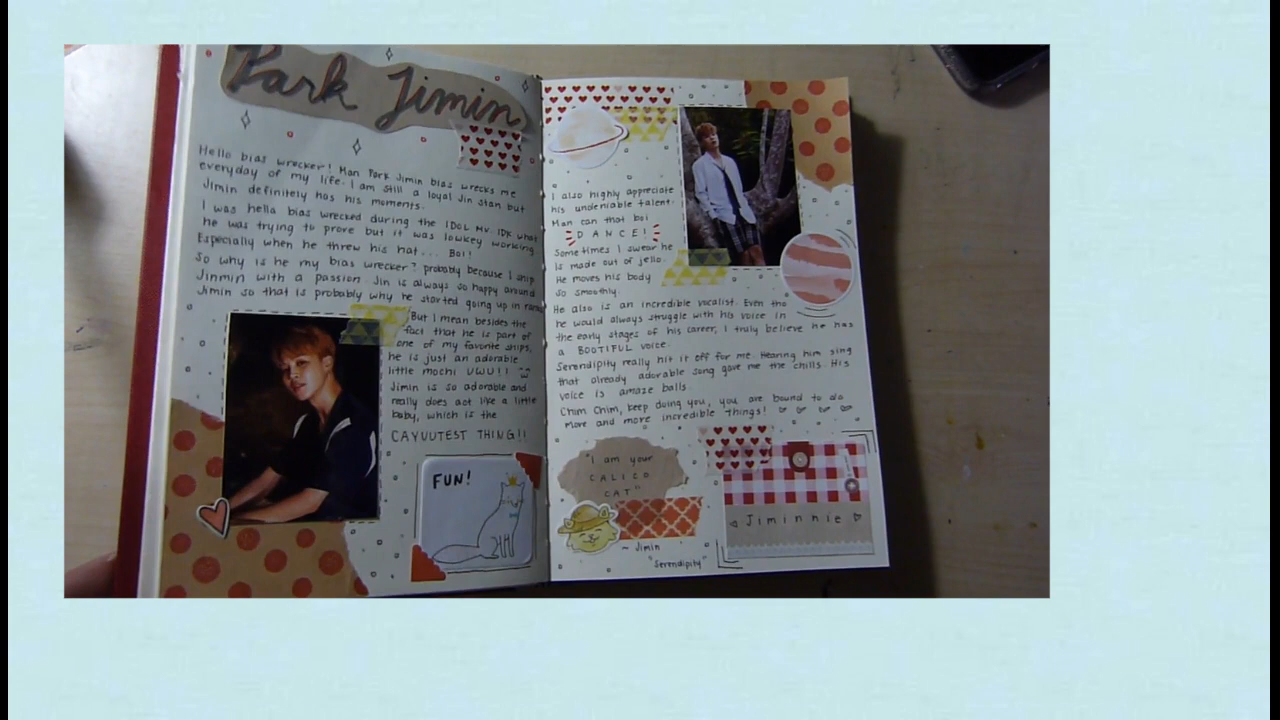 Park Jimin
Hello bias wrecker! Man Park Jimin bias wrecks me
everyday of my life. I am still a loyal Jin stan but
Jimin definitely has his moments.
I was hella bias wrecked during the IDOL MV. IDK what
he was trying to prove but it was lowkey working.
Especially when he threw his hat... BOI!
So why is he my bias wrecker? probably because I ship
Jinmin with a passion. Jin is always so happy around
Jimin so that is probably why he started going up in
But I mean besides the
fact that he is part of
one of my favorite ships,
he is just an adorable
little mochi UWU!!
Jimin is so adorable and
really does act like a little
baby, which is the
CAYUUTEST THING!!
FUN!
I also highly appreciate
his undeniable talent.
Man can that boi
DANCE!
Sometimes I swear he
is made out of jello.
He moves his body
so smoothly.
He also is an incredible vocalist. Even tho
he would always struggle with his voice in
the early stages of his career, I truly believe he has
a BOOTIFUL voice.
Serendipity really hit it off for me. Hearing him sing
that already adorable song gave me the chills. His
voice is amaze balls.
Chim Chim, keep doing you, you are bound to do
more and more incredible things!
"I am your
CALICO
CAT"
~ Jimin
"Serendipity"
Jiminnie